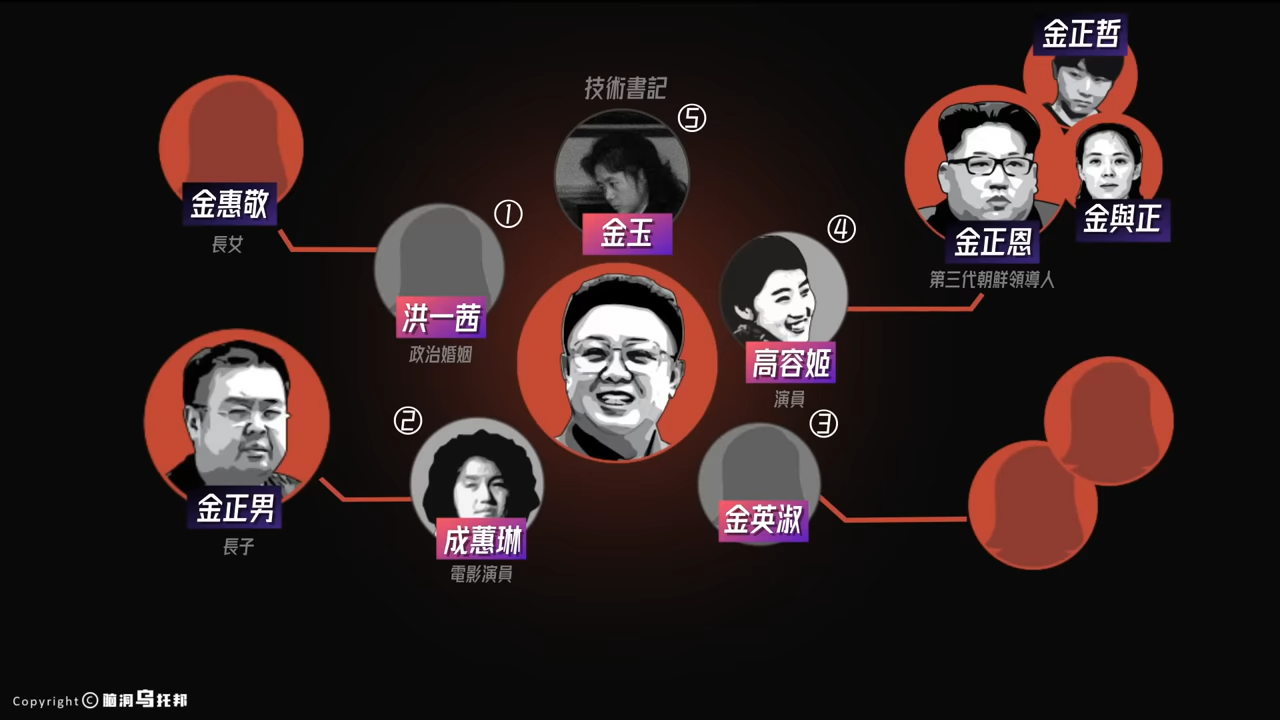 金正哲
技術書記
⑤
金惠敬
長女
①
金玉
④
金正恩
金與正
第三代朝鮮領導人
洪一茜
政治婚姻
高容姬
演員
②
③
金正男
長子
成蕙琳
電影演員
金英淑
Copyright © 脑洞乌托邦